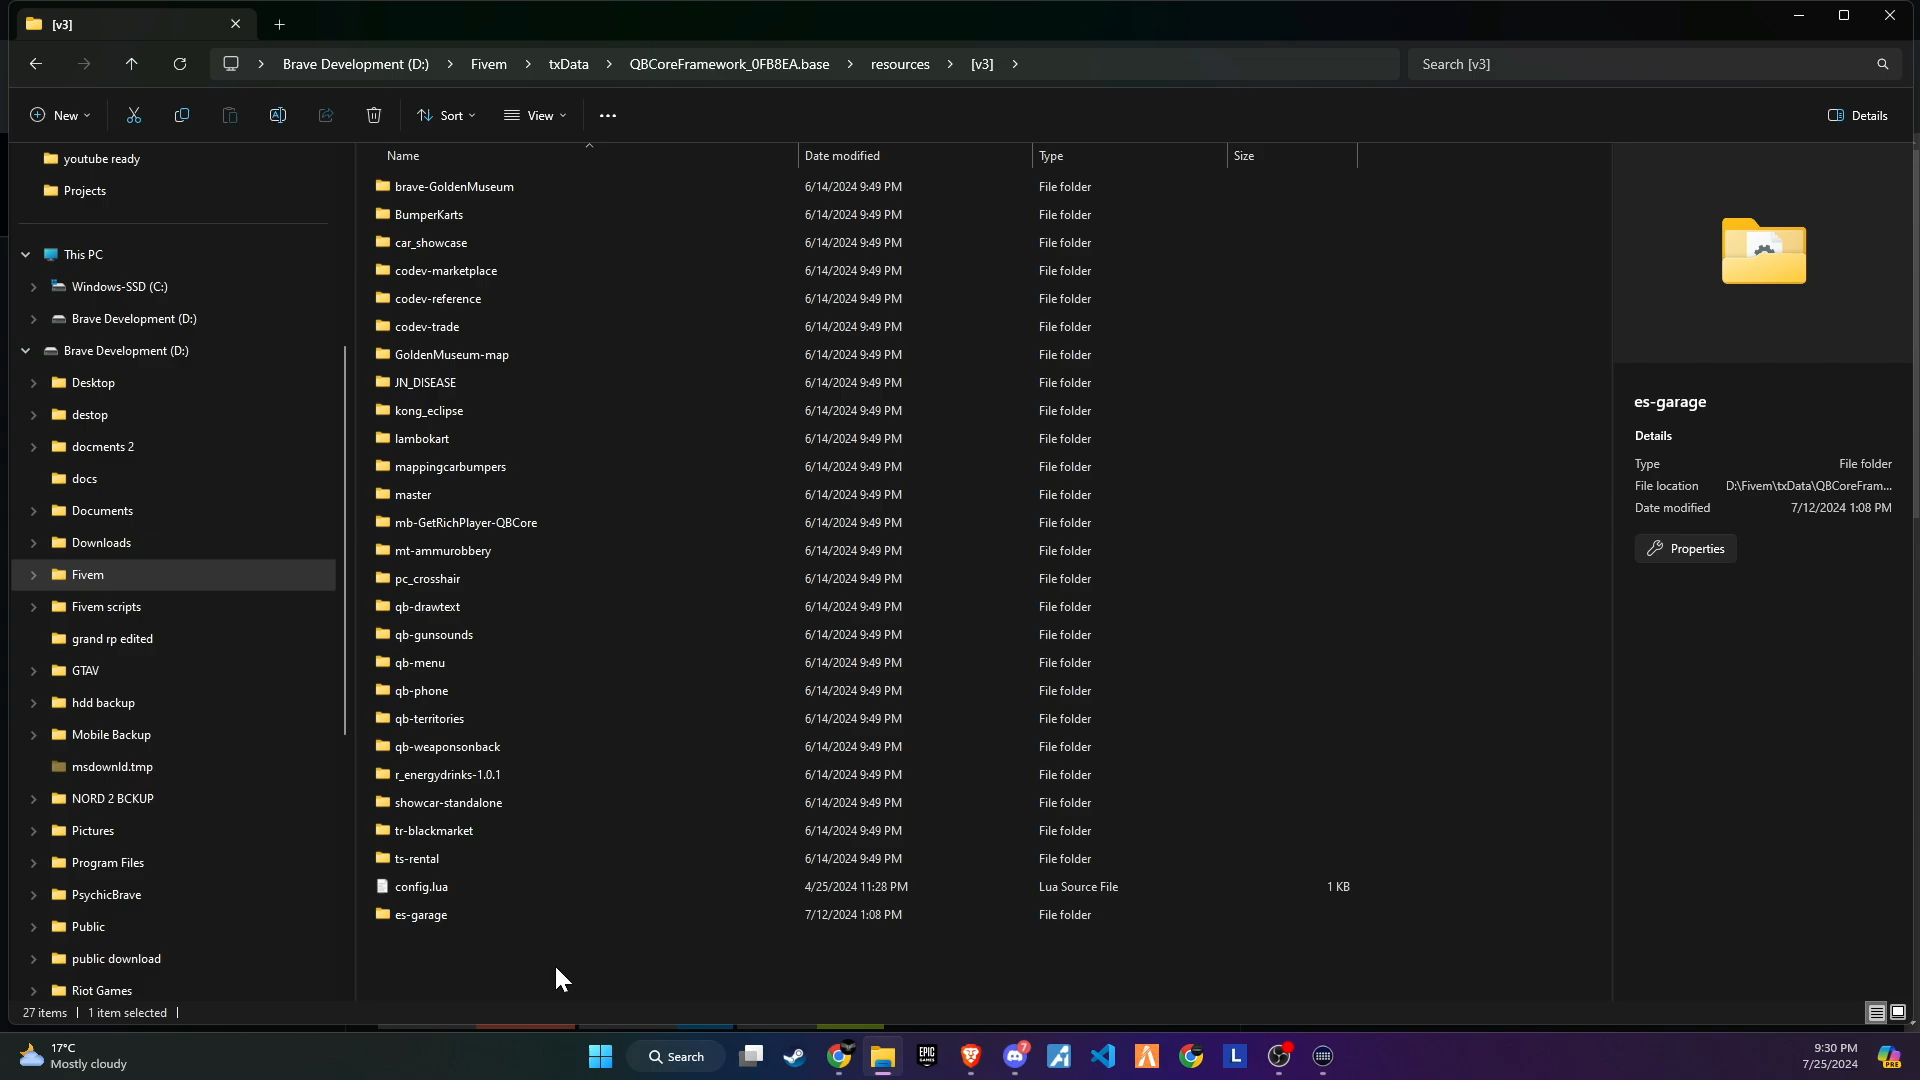 [v3]
Brave Development (D:) > Fivem > txData > QBCoreFramework_0FB8EA.base > resources > [v3] >
Search [v3]
New
Sort
View
Details
youtube ready
Projects
This PC
Windows-SSD (C:)
Brave Development (D:)
Brave Development (D:)
Desktop
destop
docments 2
docs
Documents
Downloads
Fivem
Fivem scripts
grand rp edited
GTAV
hdd backup
Mobile Backup
msdownld.tmp
NORD 2 BCKUP
Pictures
Program Files
PsychicBrave
Public
public download
Riot Games
Name Date modified Type Size
brave-GoldenMuseum 6/14/2024 9:49 PM File folder
BumperKarts 6/14/2024 9:49 PM File folder
car_showcase 6/14/2024 9:49 PM File folder
codev-marketplace 6/14/2024 9:49 PM File folder
codev-reference 6/14/2024 9:49 PM File folder
codev-trade 6/14/2024 9:49 PM File folder
GoldenMuseum-map 6/14/2024 9:49 PM File folder
JN_DISEASE 6/14/2024 9:49 PM File folder
kong_eclipse 6/14/2024 9:49 PM File folder
lambokart 6/14/2024 9:49 PM File folder
mappingcarbumpers 6/14/2024 9:49 PM File folder
master 6/14/2024 9:49 PM File folder
mb-GetRichPlayer-QBCore 6/14/2024 9:49 PM File folder
mt-ammurobbery 6/14/2024 9:49 PM File folder
pc_crosshair 6/14/2024 9:49 PM File folder
qb-drawtext 6/14/2024 9:49 PM File folder
qb-gunsounds 6/14/2024 9:49 PM File folder
qb-menu 6/14/2024 9:49 PM File folder
qb-phone 6/14/2024 9:49 PM File folder
qb-territories 6/14/2024 9:49 PM File folder
qb-weaponsonback 6/14/2024 9:49 PM File folder
r_energydrinks-1.0.1 6/14/2024 9:49 PM File folder
showcar-standalone 6/14/2024 9:49 PM File folder
tr-blackmarket 6/14/2024 9:49 PM File folder
ts-rental 6/14/2024 9:49 PM File folder
config.lua 4/25/2024 11:28 PM Lua Source File 1 KB
es-garage 7/12/2024 1:08 PM File folder
es-garage
Details
Type File folder
File location D:\Fivem\txData\QBCoreFram...
Date modified 7/12/2024 1:08 PM
Properties
27 items | 1 item selected |
17°C
Mostly cloudy
Search
EPIC GAMES
7
L
9:30 PM
7/25/2024
PRE